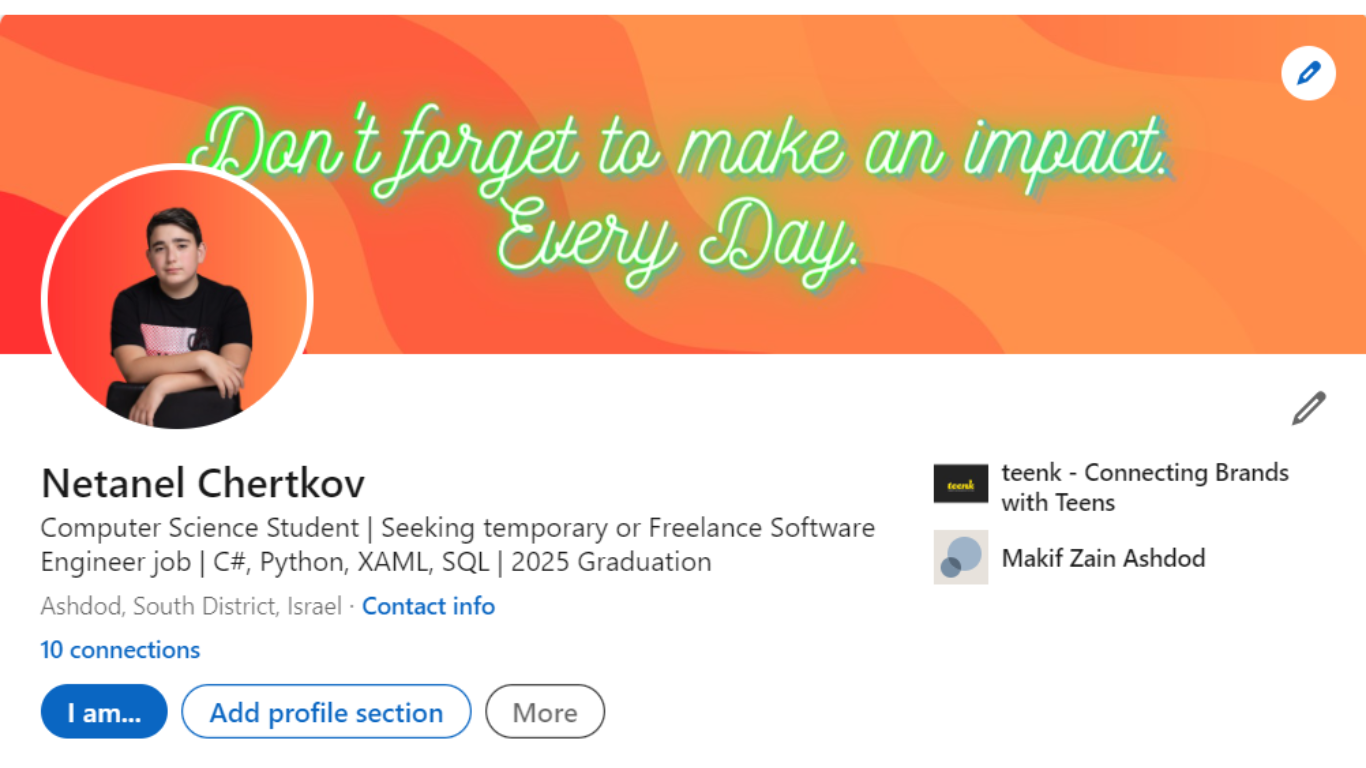 Don't forget to make an impact.
Every Day.
Netanel Chertkov
Computer Science Student | Seeking temporary or Freelance Software
Engineer job | C#, Python, XAML, SQL | 2025 Graduation
Ashdod, South District, Israel · Contact info
10 connections
I am...
Add profile section
More
teenk
teenk - Connecting Brands
with Teens
Makif Zain Ashdod